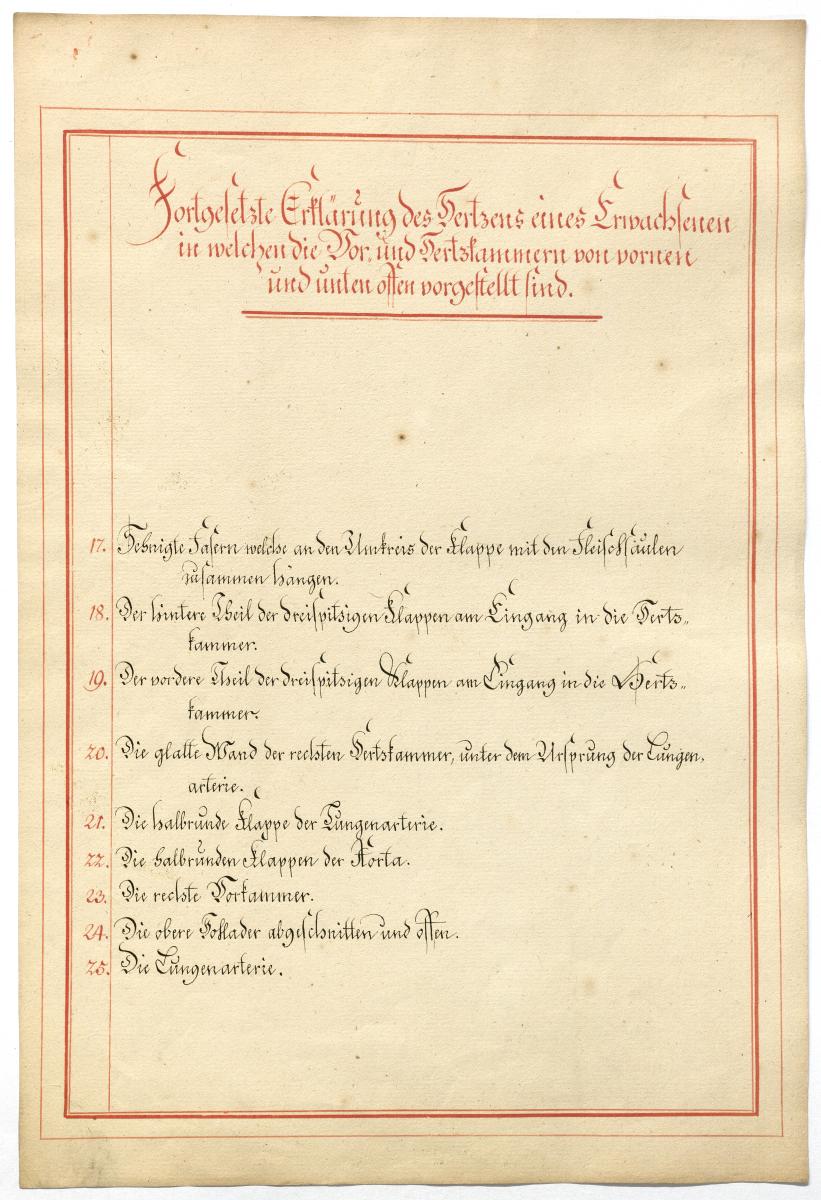 Fortgesetzte Erklärung des Hertzens eines Erwachsenen
in welchen die Vor, und Hertzkammern von vornen
und unten offen vorgestellt sind.
17. Sehnigte Fasern welche an den Umkreis der Klappe mit den Fleischsäulen
zusammen hängen.
18. Der hintere Theil der dreispitzigen Klappen am Eingang in die Hertz-
kammer.
19. Der vordere Theil der dreispitzigen Klappen am Eingang in die Hertz-
kammer.
20. Die glatte Wand der rechten Hertzkammer, unter dem Ursprung der Lungen,
arterie.
21. Die halbrunde Klappe der Lungenarterie.
22. Die halbrunden Klappen der Aorta.
23. Die rechte Vorkammer.
24. Die obere Hohlader abgeschnitten und offen.
25. Die Lungenarterie.